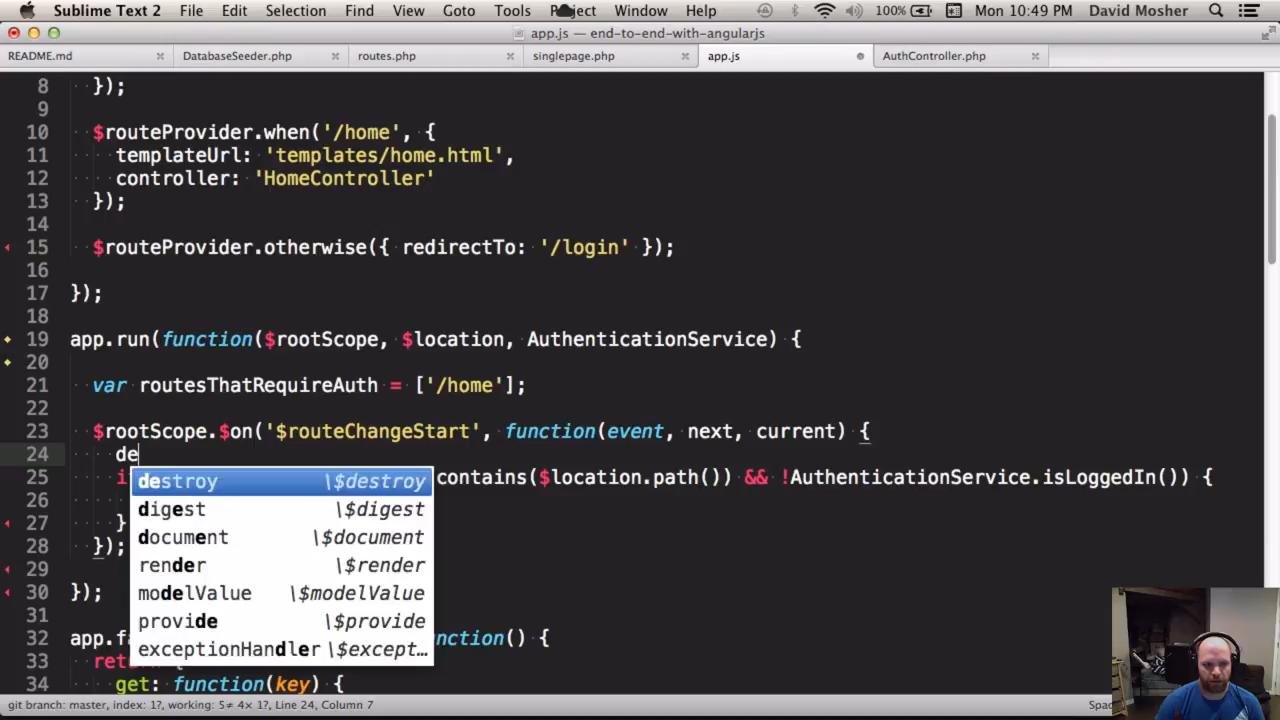 Sublime Text 2 File Edit Selection Find View Goto Tools Project Window Help 100% Mon 10:49 PM David Mosher
app.js — end-to-end-with-angularjs
README.md DatabaseSeeder.php routes.php singlepage.php app.js AuthController.php
8 });
9
10 $routeProvider.when('/home', {
11 templateUrl: 'templates/home.html',
12 controller: 'HomeController'
13 });
14
15 $routeProvider.otherwise({ redirectTo: '/login' });
16
17 });
18
19 app.run(function($rootScope, $location, AuthenticationService) {
20
21 var routesThatRequireAuth = ['/home'];
22
23 $rootScope.$on('$routeChangeStart', function(event, next, current) {
24 de
destroy \$destroy
25 i contains($location.path()) && !AuthenticationService.isLoggedIn()) {
26 digest \$digest
27 } document \$document
28 }); render \$render
29
30 }); modelValue \$modelValue
31 provide \$provide
32 app.fa nction() {
exceptionHandler \$except…
33 ret {
34 get: function(key) {
git branch: master, index: 1?, working: 5≠ 4× 1?, Line 24, Column 7 Spac